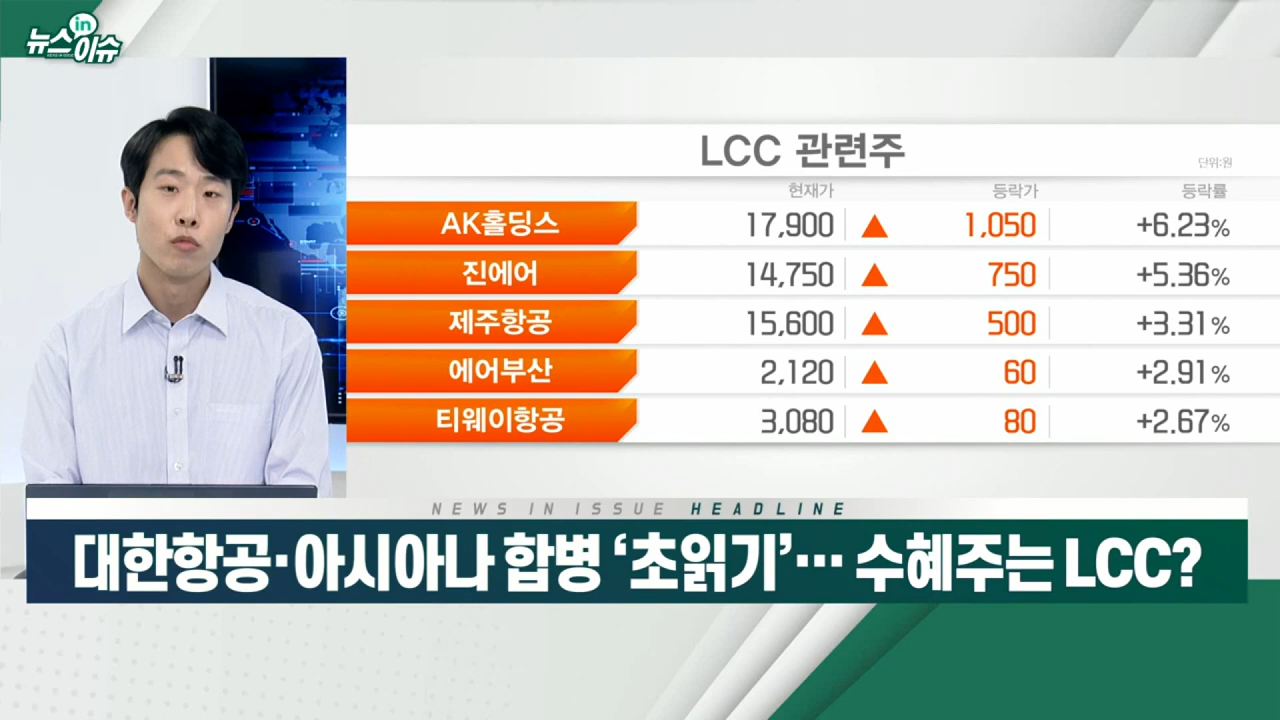 뉴스in이슈
LCC 관련주
단위:원
현재가 등락가 등락률
AK홀딩스 17,900 ▲ 1,050 +6.23%
진에어 14,750 ▲ 750 +5.36%
제주항공 15,600 ▲ 500 +3.31%
에어부산 2,120 ▲ 60 +2.91%
티웨이항공 3,080 ▲ 80 +2.67%
NEWS IN ISSUE HEADLINE
대한항공·아시아나 합병 ‘초읽기’… 수혜주는 LCC?